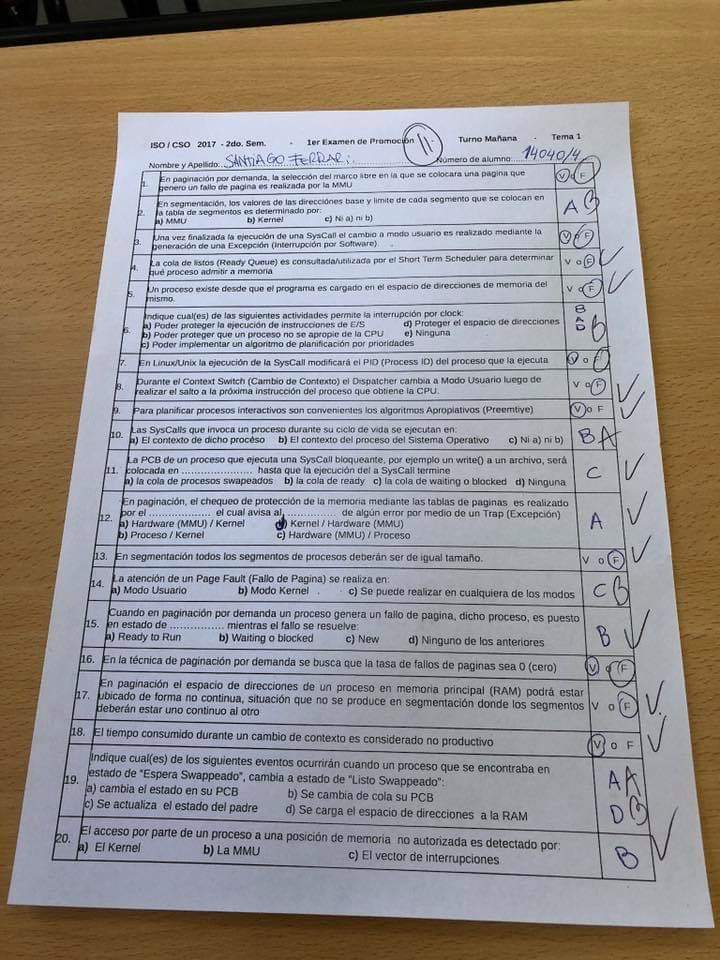 ISO / CSO 2017 - 2do. Sem. - 1er Examen de Promoción 11 Turno Mañana - Tema 1
Nombre y Apellido: SANTIAGO FERRARI Número de alumno: 14040/4
1. En paginación por demanda, la selección del marco libre en la que se colocara una pagina que V o F
genero un fallo de pagina es realizada por la MMU
2. En segmentación, los valores de las direcciónes base y limite de cada segmento que se colocan en A B
la tabla de segmentos es determinado por:
a) MMU b) Kernel c) Ni a) ni b)
3. Una vez finalizada la ejecución de una SysCall el cambio a modo usuario es realizado mediante la V o F
generación de una Excepción (Interrupción por Software) .
4. La cola de listos (Ready Queue) es consultada/utilizada por el Short Term Scheduler para determinar V o F
qué proceso admitir a memoria
5. Un proceso existe desde que el programa es cargado en el espacio de direcciones de memoria del V o F
mismo.
6. Indique cual(es) de las siguientes actividades permite la interrupción por clock: B
a) Poder proteger la ejecución de instrucciones de E/S d) Proteger el espacio de direcciones A B
b) Poder proteger que un proceso no se apropie de la CPU e) Ninguna D
c) Poder implementar un algoritmo de planificación por prioridades
7. En Linux/Unix la ejecución de la SysCall modificará el PID (Process ID) del proceso que la ejecuta V o F
8. Durante el Context Switch (Cambio de Contexto) el Dispatcher cambia a Modo Usuario luego de V o F
realizar el salto a la próxima instrucción del proceso que obtiene la CPU.
9. Para planificar procesos interactivos son convenientes los algoritmos Apropiativos (Preemtive) V o F
10. Las SysCalls que invoca un proceso durante su ciclo de vida se ejecutan en: B A
a) El contexto de dicho procéso b) El contexto del proceso del Sistema Operativo c) Ni a) ni b)
11. La PCB de un proceso que ejecuta una SysCall bloqueante, por ejemplo un write() a un archivo, será C
colocada en ...................... hasta que la ejecución del a SysCall termine
a) la cola de procesos swapeados b) la cola de ready c) la cola de waiting o blocked d) Ninguna
12. En paginación, el chequeo de protección de la memoria mediante las tablas de paginas es realizado A
por el .................. el cual avisa al ............... de algún error por medio de un Trap (Excepción)
a) Hardware (MMU) / Kernel d) Kernel / Hardware (MMU)
b) Proceso / Kernel c) Hardware (MMU) / Proceso
13. En segmentación todos los segmentos de procesos deberán ser de igual tamaño. V o F
14. La atención de un Page Fault (Fallo de Pagina) se realiza en: C B
a) Modo Usuario b) Modo Kernel . c) Se puede realizar en cualquiera de los modos
15. Cuando en paginación por demanda un proceso genera un fallo de pagina, dicho proceso, es puesto B
en estado de ................ mientras el fallo se resuelve:
a) Ready to Run b) Waiting o blocked c) New d) Ninguno de los anteriores
16. En la técnica de paginación por demanda se busca que la tasa de fallos de paginas sea 0 (cero) V o F
17. En paginación el espacio de direcciones de un proceso en memoria principal (RAM) podrá estar V o F
ubicado de forma no continua, situación que no se produce en segmentación donde los segmentos
deberán estar uno continuo al otro
18. El tiempo consumido durante un cambio de contexto es considerado no productivo V o F
19. Indique cual(es) de los siguientes eventos ocurrirán cuando un proceso que se encontraba en A A
estado de "Espera Swappeado", cambia a estado de "Listo Swappeado": D B
a) cambia el estado en su PCB b) Se cambia de cola su PCB
c) Se actualiza el estado del padre d) Se carga el espacio de direcciones a la RAM
20. El acceso por parte de un proceso a una posición de memoria no autorizada es detectado por: B
a) El Kernel b) La MMU c) El vector de interrupciones